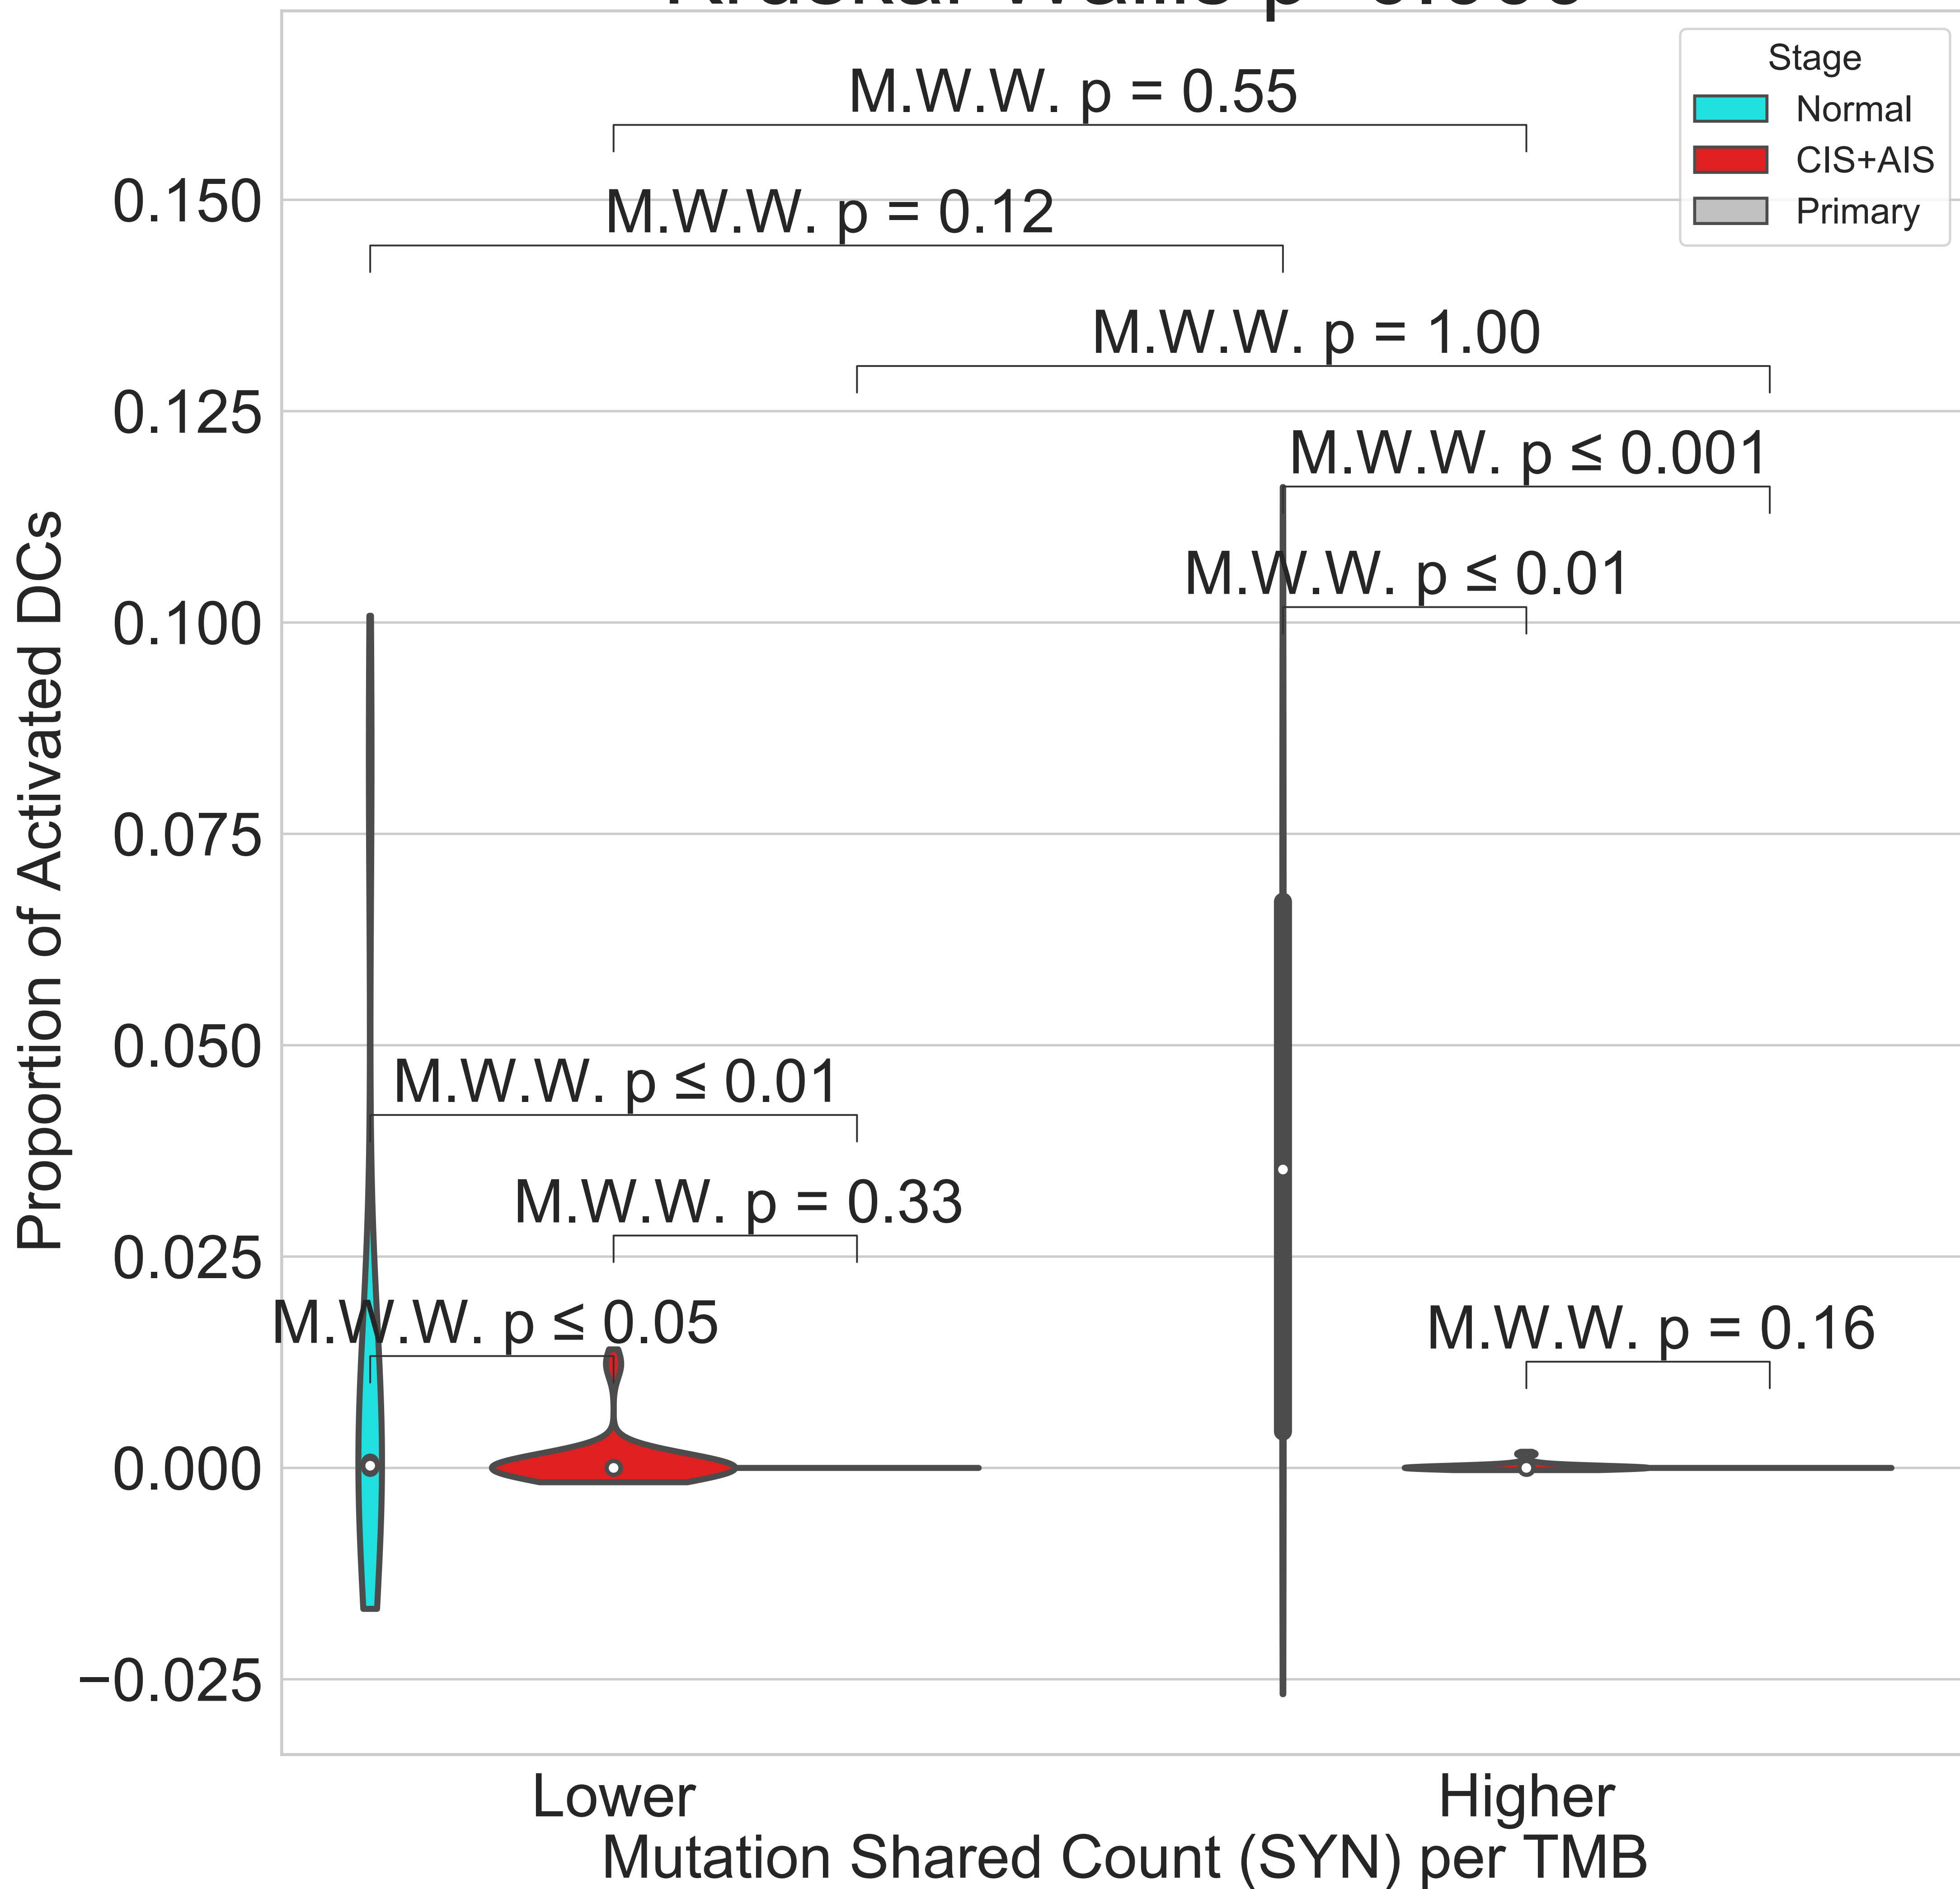 Stage
Normal
CIS+AIS
Primary
M.W.W. p = 0.55
M.W.W. p = 0.12
M.W.W. p = 1.00
M.W.W. p ≤ 0.001
M.W.W. p ≤ 0.01
M.W.W. p ≤ 0.01
M.W.W. p = 0.33
M.W.W. p ≤ 0.05
M.W.W. p = 0.16
0.150
0.125
0.100
0.075
0.050
0.025
0.000
−0.025
Proportion of Activated DCs
Lower
Higher
Mutation Shared Count (SYN) per TMB